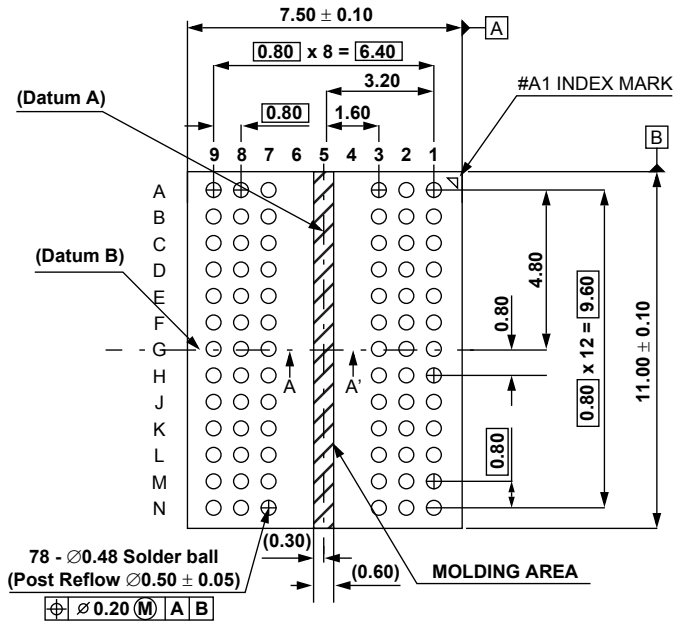 7.50 ± 0.10
A
0.80 x 8 = 6.40
3.20
#A1 INDEX MARK
(Datum A)
0.80
1.60
B
9 8 7 6 5 4 3 2 1
A
B
C
D
(Datum B)
E
F
G
H
J
K
L
M
N
A
A'
4.80
0.80
0.80 x 12 = 9.60
11.00 ± 0.10
0.80
(0.30)
(0.60)
MOLDING AREA
78 - ∅0.48 Solder ball
(Post Reflow ∅0.50 ± 0.05)
⌖ ∅ 0.20 Ⓜ A B